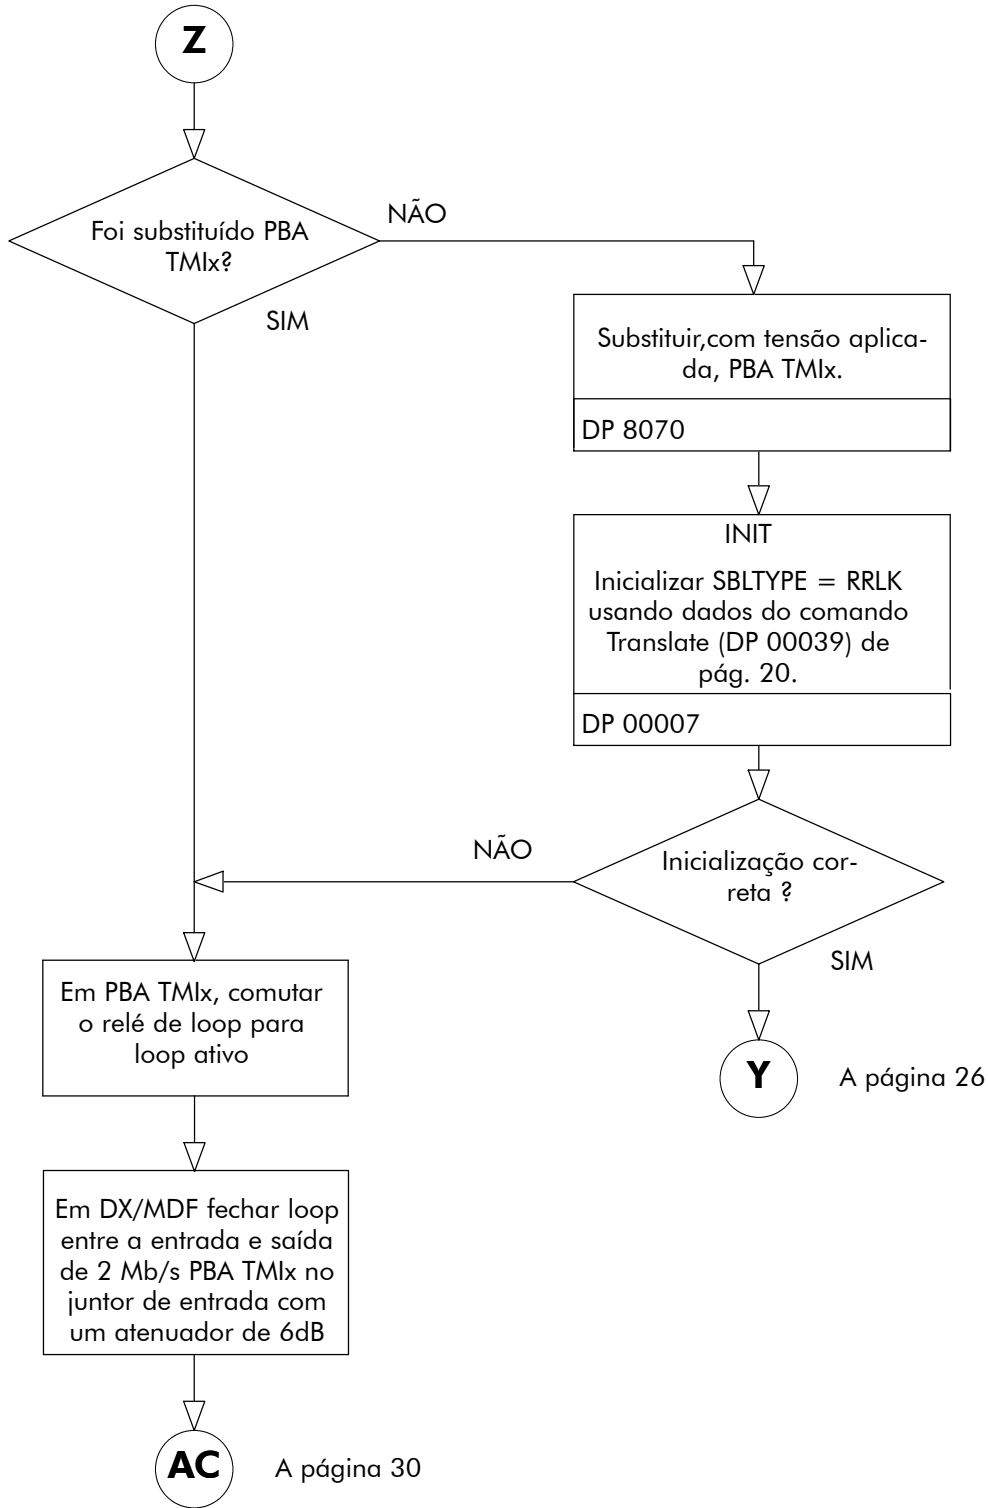 Z
Foi substituído PBA
TMIx?
NÃO
SIM
Substituir,com tensão aplica-
da, PBA TMIx.
DP 8070
INIT
Inicializar SBLTYPE = RRLK
usando dados do comando
Translate (DP 00039) de
pág. 20.
DP 00007
Inicialização cor-
reta ?
NÃO
SIM
Y
A página 26
Em PBA TMIx, comutar
o relé de loop para
loop ativo
Em DX/MDF fechar loop
entre a entrada e saída
de 2 Mb/s PBA TMIx no
juntor de entrada com
um atenuador de 6dB
AC
A página 30